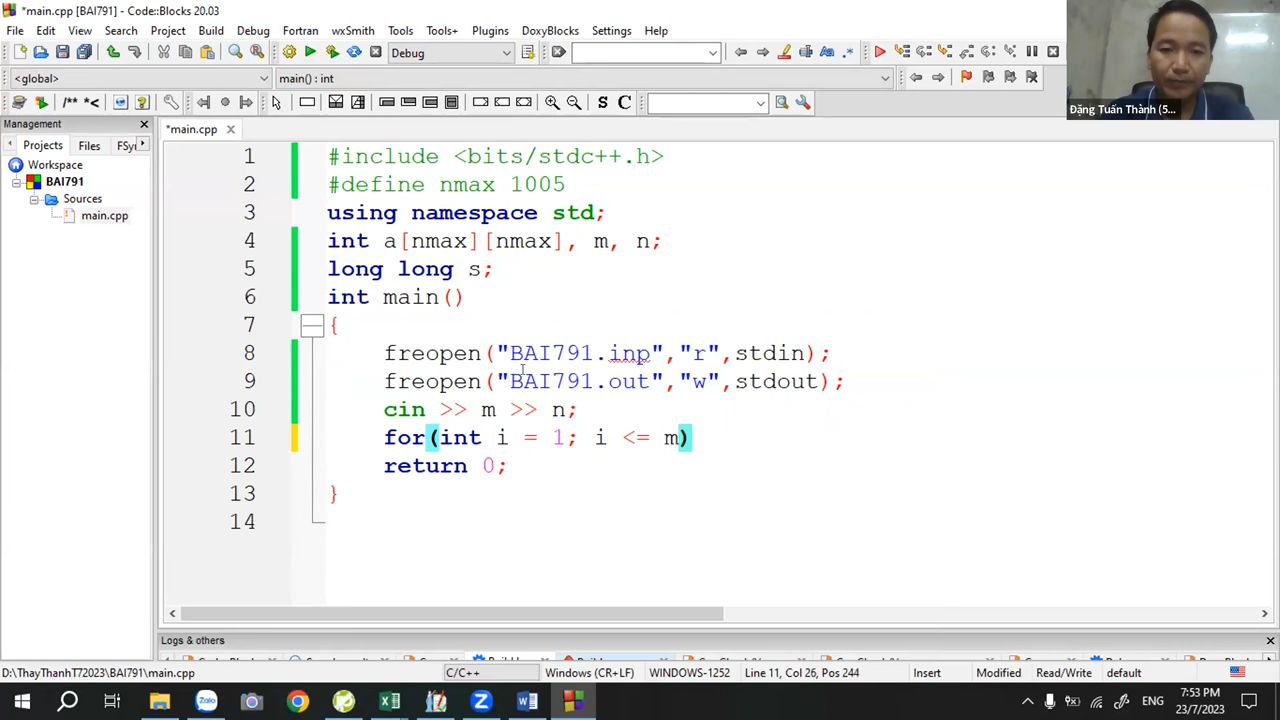 *main.cpp [BAI791] - Code::Blocks 20.03
File Edit View Search Project Build Debug Fortran wxSmith Tools Tools+ Plugins DoxyBlocks Settings Help
Debug
<global>
main() : int
/** *<
S C
Đặng Tuấn Thành (5...
Management
Projects Files FSy
Workspace
BAI791
Sources
main.cpp
*main.cpp
1 #include <bits/stdc++.h>
2 #define nmax 1005
3 using namespace std;
4 int a[nmax][nmax], m, n;
5 long long s;
6 int main()
7 {
8 freopen("BAI791.inp","r",stdin);
9 freopen("BAI791.out","w",stdout);
10 cin >> m >> n;
11 for(int i = 1; i <= m)
12 return 0;
13 }
14
Logs & others
D:\ThayThanhT72023\BAI791\main.cpp
C/C++
Windows (CR+LF)
WINDOWS-1252
Line 11, Col 26, Pos 244
Insert
Modified
Read/Write
default
ENG
7:53 PM
23/7/2023